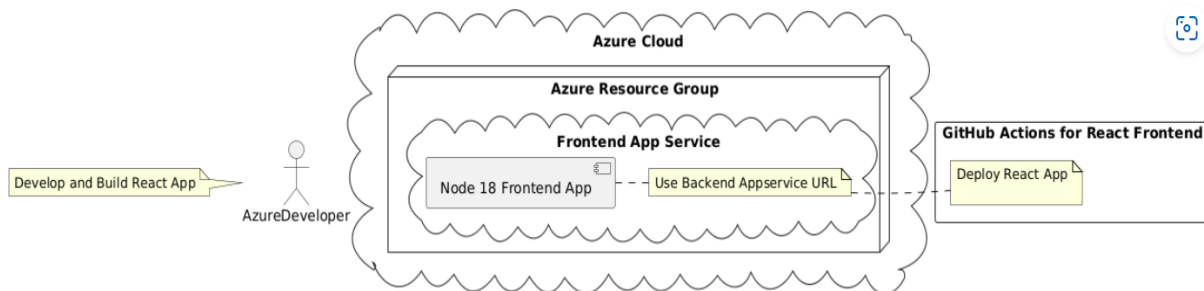 Azure Cloud
Azure Resource Group
Frontend App Service
Node 18 Frontend App
Use Backend Appservice URL
GitHub Actions for React Frontend
Deploy React App
Develop and Build React App
AzureDeveloper